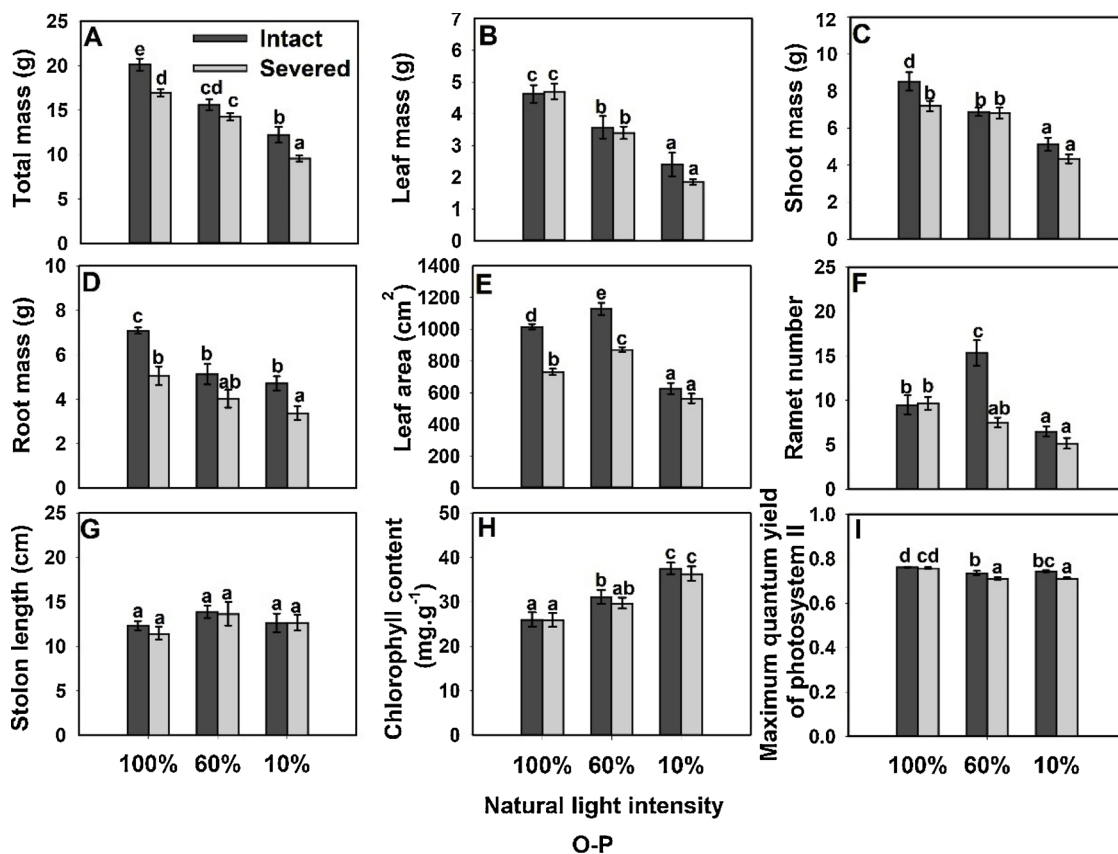 A
Intact
Severed
Total mass (g)
25
20
15
10
5
0
e
d
cd
c
b
a
B
Leaf mass (g)
7
6
5
4
3
2
1
0
c
c
b
b
a
a
C
Shoot mass (g)
12
10
8
6
4
2
0
d
b
b
b
a
a
D
Root mass (g)
10
8
6
4
2
0
c
b
b
ab
b
a
E
Leaf area (cm²)
1400
1200
1000
800
600
400
200
0
d
b
e
c
a
a
F
Ramet number
25
20
15
10
5
0
b
b
c
ab
a
a
G
Stolon length (cm)
25
20
15
10
5
0
a
a
a
a
a
a
100% 60% 10%
H
Chlorophyll content
(mg.g⁻¹)
50
40
30
20
10
0
a
a
b
ab
c
c
100% 60% 10%
I
Maximum quantum yield
of photosystem II
1.0
0.8
0.6
0.4
0.2
0.0
d
cd
b
a
bc
a
100% 60% 10%
Natural light intensity
O-P